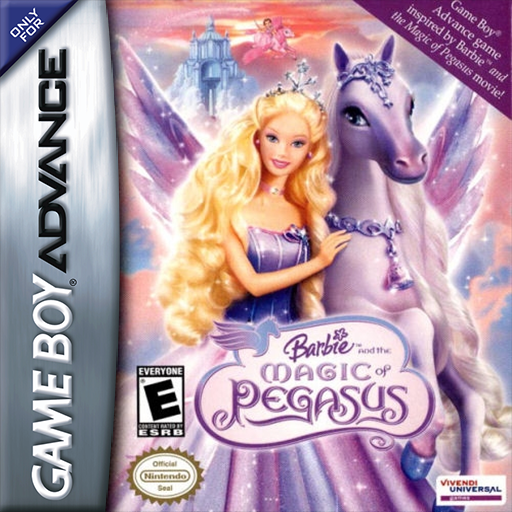 ONLY
FOR
GAME BOY ADVANCE
Game Boy®
Advance game
inspired by Barbie™ and
the Magic of Pegasus movie!
Barbie™ and the
MAGIC of
PEGASUS
EVERYONE
E
CONTENT RATED BY
ESRB
Official
Nintendo
Seal
VIVENDI
UNIVERSAL
games